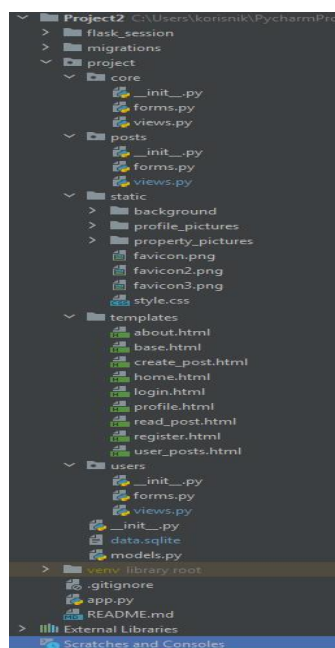 Project2 C:\Users\korisnik\PycharmPro
flask_session
migrations
project
core
__init__.py
forms.py
views.py
posts
__init__.py
forms.py
views.py
static
background
profile_pictures
property_pictures
favicon.png
favicon2.png
favicon3.png
style.css
templates
about.html
base.html
create_post.html
home.html
login.html
profile.html
read_post.html
register.html
user_posts.html
users
__init__.py
forms.py
views.py
__init__.py
data.sqlite
models.py
venv library root
.gitignore
app.py
README.md
External Libraries
Scratches and Consoles